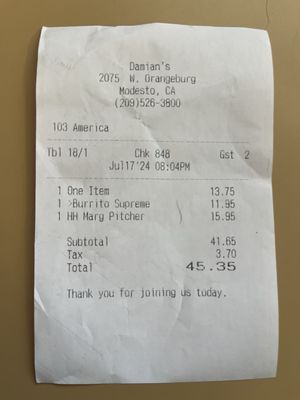 Damian's
2075 W. Orangeburg
Modesto, CA
(209)526-3800
103 America
Tbl 18/1 Chk 848 Gst 2
Jul17'24 08:04PM
1 One Item 13.75
1 >Burrito Supreme 11.95
1 HH Marg Pitcher 15.95
Subtotal 41.65
Tax 3.70
Total 45.35
Thank you for joining us today.